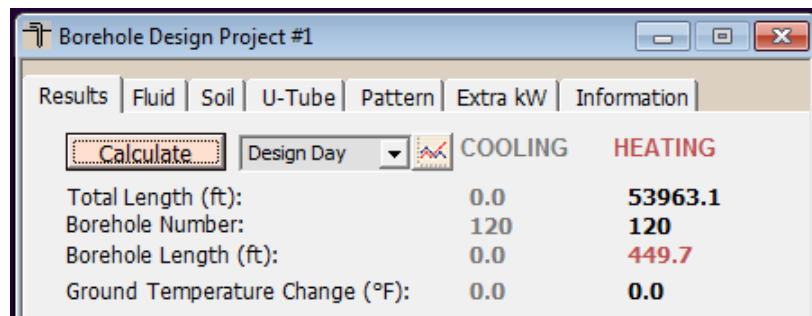 Borehole Design Project #1
Results Fluid Soil U-Tube Pattern Extra kW Information
Calculate Design Day COOLING HEATING
Total Length (ft): 0.0 53963.1
Borehole Number: 120 120
Borehole Length (ft): 0.0 449.7
Ground Temperature Change (°F): 0.0 0.0